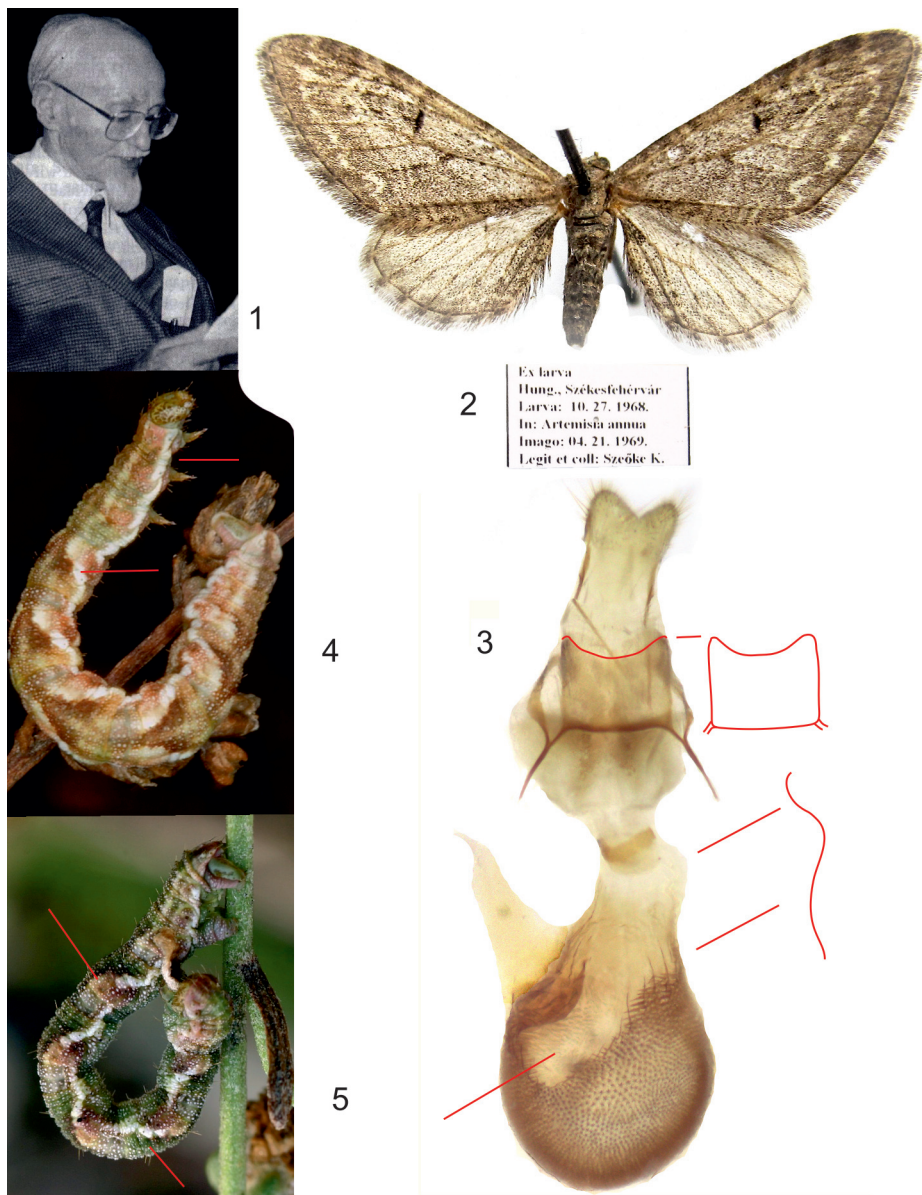 1
2
Ex larva
Hung., Székesfehérvár
Larva: 10. 27. 1968.
In: Artemisia annua
Imago: 04. 21. 1969.
Legit et coll: Szeőke K.
3
4
5